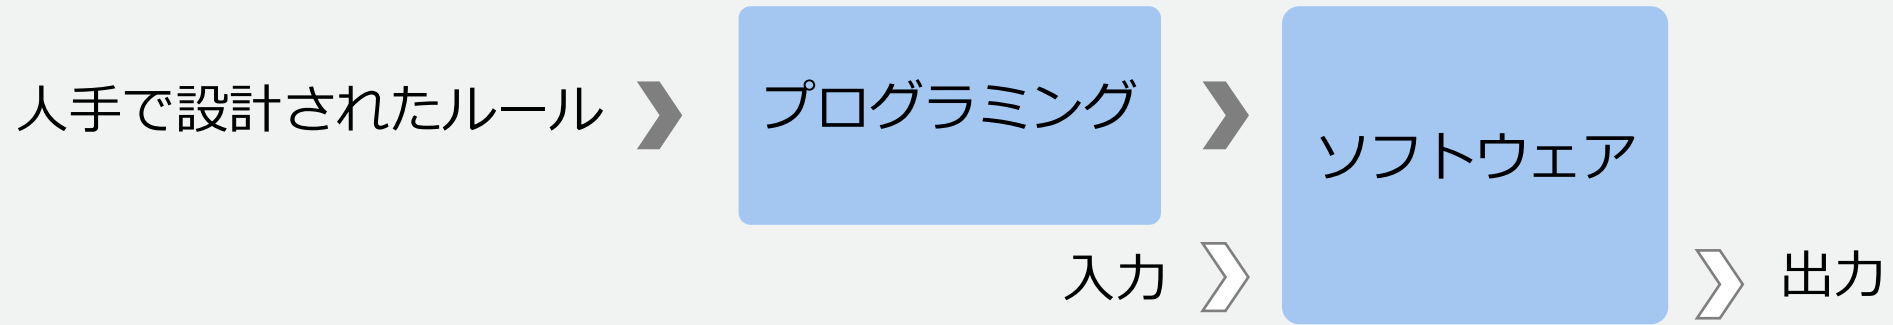 人手で設計されたルール
プログラミング
ソフトウェア
入力
出力